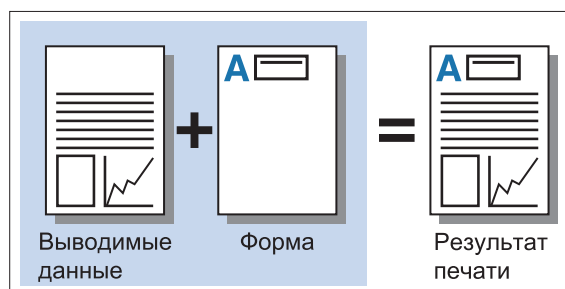 А
А
Выводимые
данные
Форма
Результат
печати